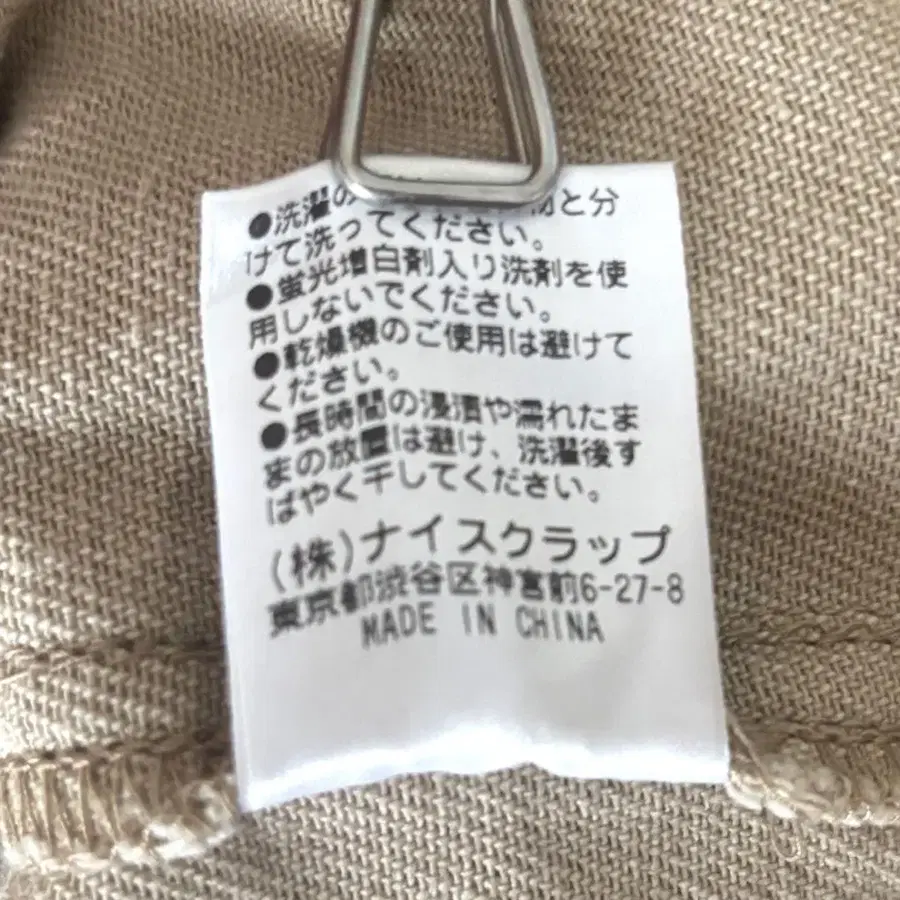 ●洗濯の 物と分
けて洗ってください。
●蛍光増白剤入り洗剤を使
用しないでください。
●乾燥機のご使用は避けて
ください。
●長時間の浸漬や濡れたま
まの放置は避け、洗濯後す
ばやく干してください。
(株)ナイスクラップ
東京都渋谷区神宮前6-27-8
MADE IN CHINA